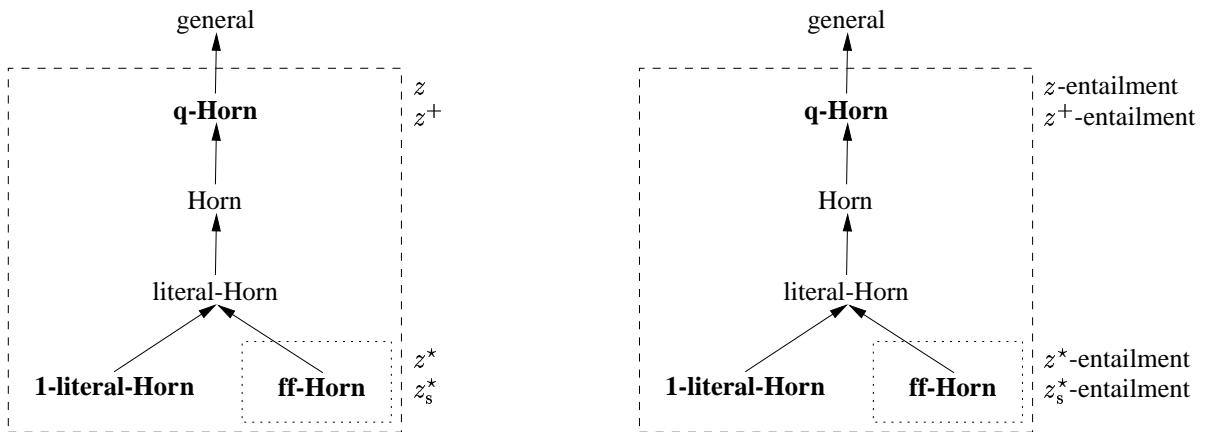 general
z
z⁺
q-Horn
Horn
literal-Horn
z⋆
z⋆ₛ
1-literal-Horn ff-Horn
general
z-entailment
z⁺-entailment
q-Horn
Horn
literal-Horn
z⋆-entailment
z⋆ₛ-entailment
1-literal-Horn ff-Horn